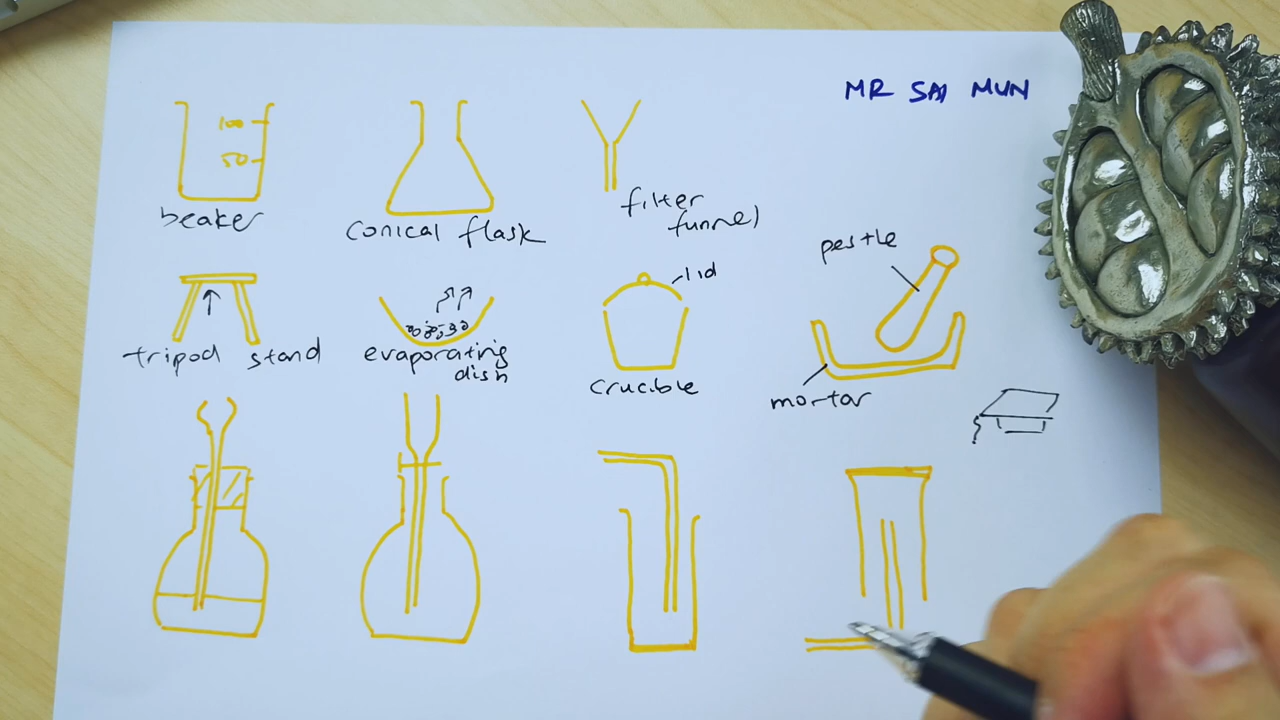 MR SAI MUN
100
50
beaker
conical flask
filter
funnel
pestle
lid
tripod stand
evaporating
dish
crucible
mortar